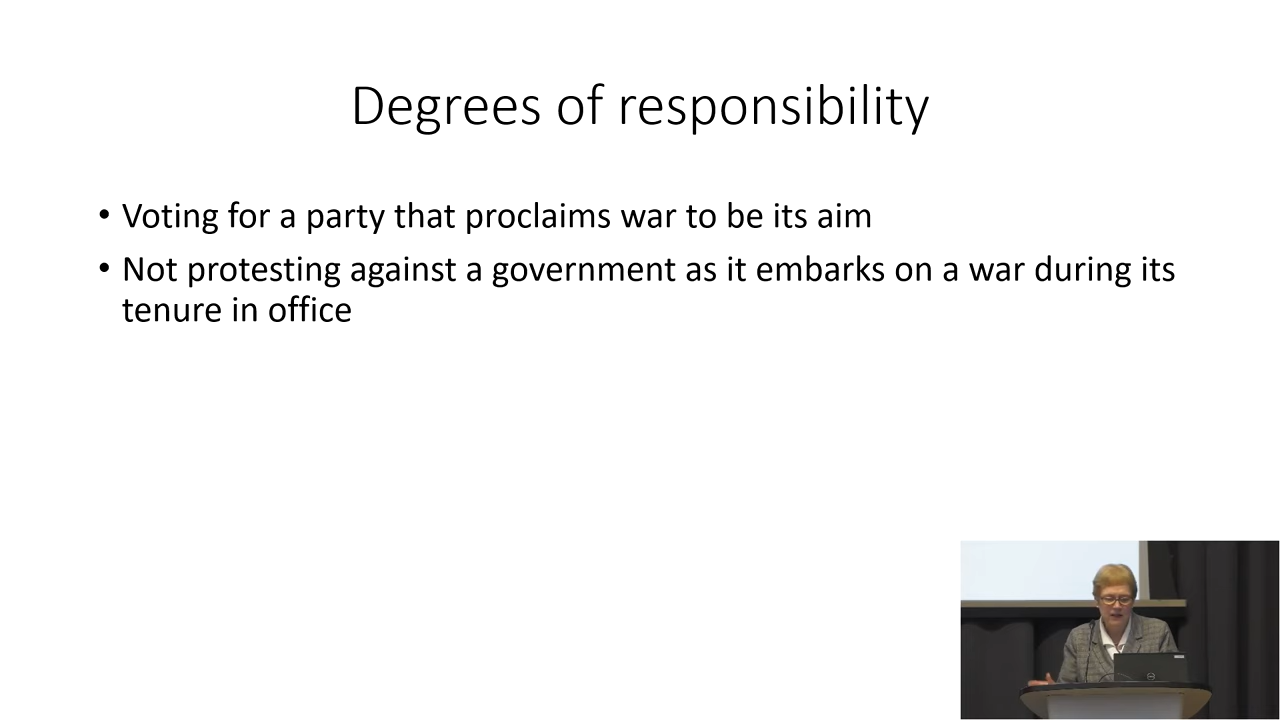 Degrees of responsibility
• Voting for a party that proclaims war to be its aim
• Not protesting against a government as it embarks on a war during its
tenure in office